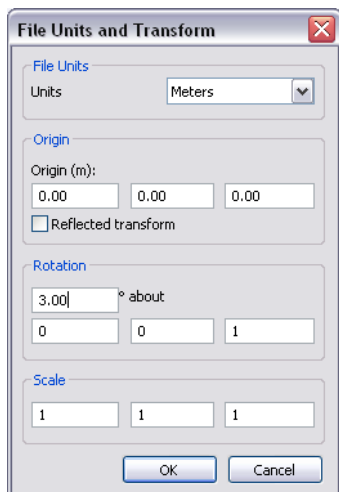 File Units and Transform
File Units
Units Meters
Origin
Origin (m):
0.00 0.00 0.00
Reflected transform
Rotation
3.00 ° about
0 0 1
Scale
1 1 1
OK Cancel